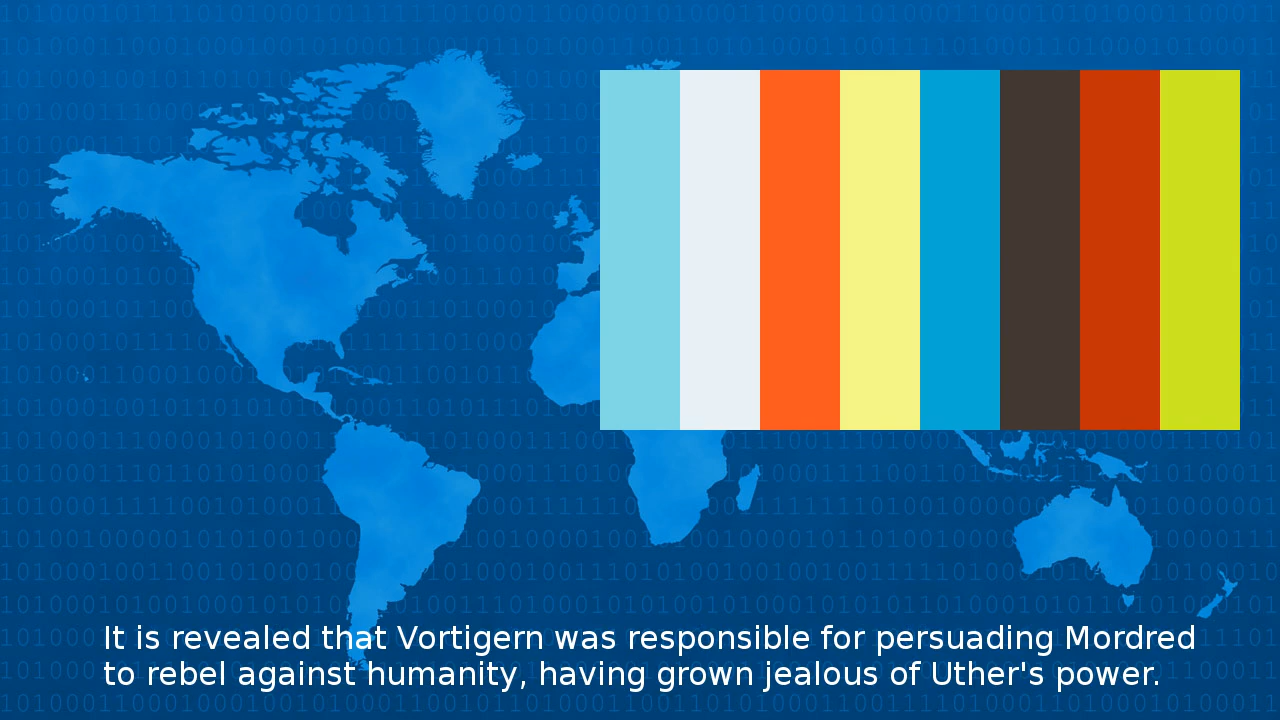 It is revealed that Vortigern was responsible for persuading Mordred
to rebel against humanity, having grown jealous of Uther's power.